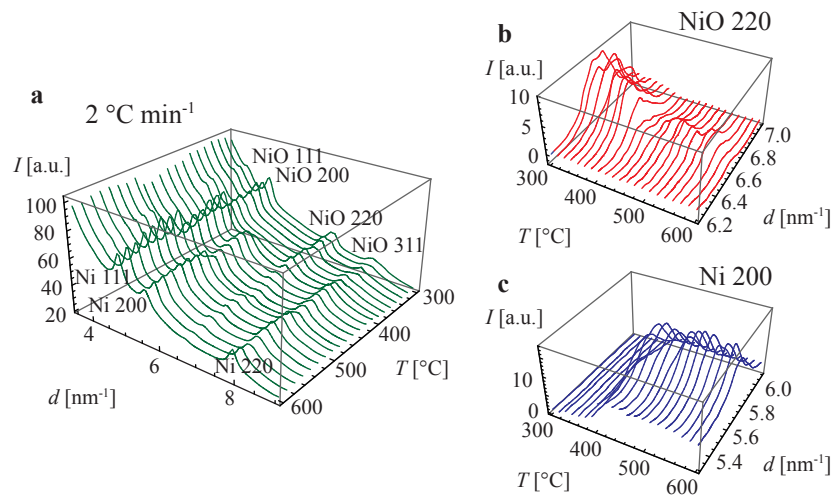 a
2 °C min⁻¹
I [a.u.]
100
80
60
40
20
NiO 111
NiO 200
NiO 220
NiO 311
Ni 111
Ni 200
Ni 220
4
6
8
d [nm⁻¹]
300
400
500
600
T [°C]
b
NiO 220
I [a.u.]
10
5
0
300
400
500
600
T [°C]
7.0
6.8
6.6
6.4
6.2
d [nm⁻¹]
c
Ni 200
I [a.u.]
10
0
300
400
500
600
T [°C]
6.0
5.8
5.6
5.4
d [nm⁻¹]